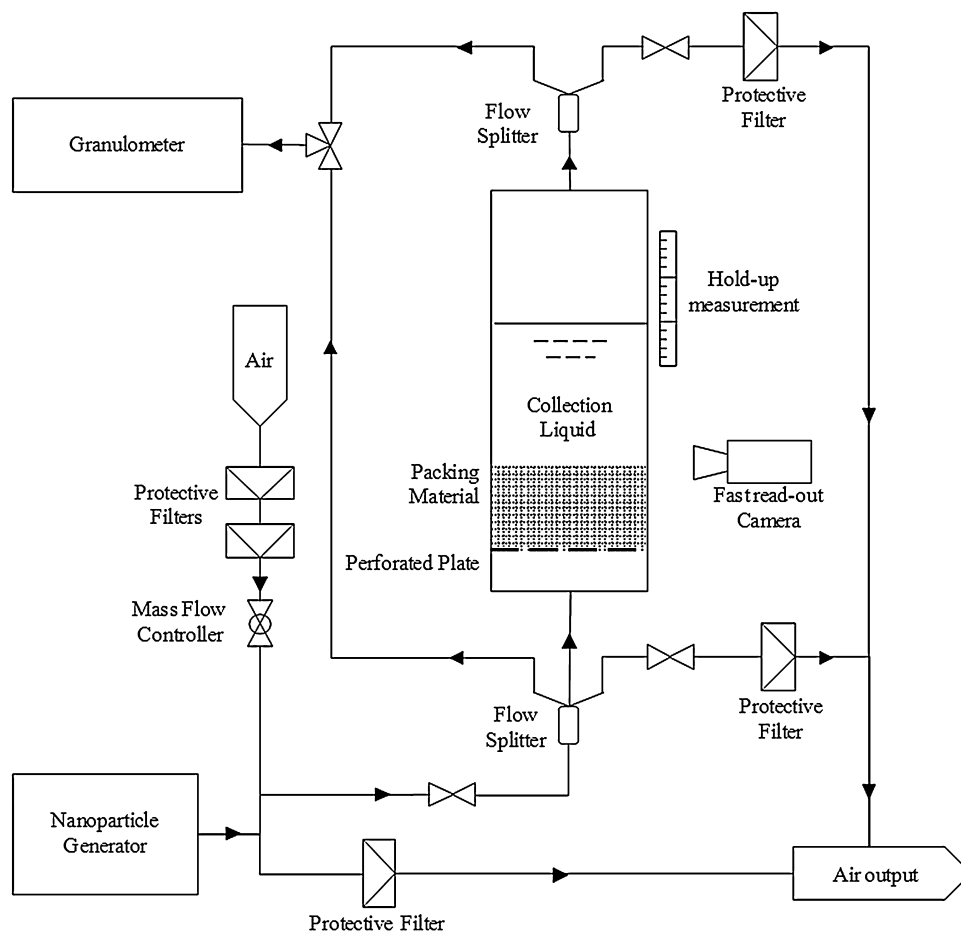 Protective
Filter
Flow
Splitter
Granulometer
Hold-up
measurement
Air
Collection
Liquid
Packing
Material
Protective
Filters
Fast read-out
Camera
Perforated Plate
Mass Flow
Controller
Flow
Splitter
Protective
Filter
Nanoparticle
Generator
Air output
Protective Filter